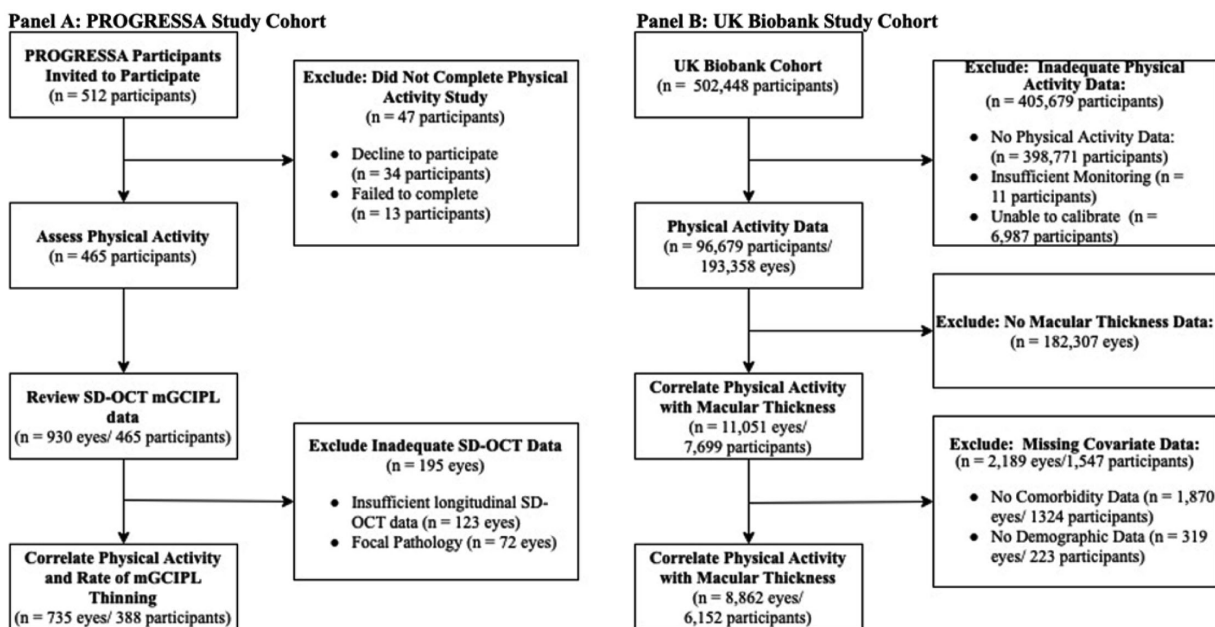 Panel A: PROGRESSA Study Cohort
PROGRESSA Participants
Invited to Participate
(n = 512 participants)
Exclude: Did Not Complete Physical
Activity Study
(n = 47 participants)
● Decline to participate
(n = 34 participants)
● Failed to complete
(n = 13 participants)
Assess Physical Activity
(n = 465 participants)
Review SD-OCT mGCIPL
data
(n = 930 eyes/ 465 participants)
Exclude Inadequate SD-OCT Data
(n = 195 eyes)
● Insufficient longitudinal SD-
OCT data (n = 123 eyes)
● Focal Pathology (n = 72 eyes)
Correlate Physical Activity
and Rate of mGCIPL
Thinning
(n = 735 eyes/ 388 participants)
Panel B: UK Biobank Study Cohort
UK Biobank Cohort
(n = 502,448 participants)
Exclude: Inadequate Physical
Activity Data:
(n = 405,679 participants)
● No Physical Activity Data:
(n = 398,771 participants)
● Insufficient Monitoring (n =
11 participants)
● Unable to calibrate (n =
6,987 participants)
Physical Activity Data
(n = 96,679 participants/
193,358 eyes)
Exclude: No Macular Thickness Data:
(n = 182,307 eyes)
Correlate Physical Activity
with Macular Thickness
(n = 11,051 eyes/
7,699 participants)
Exclude: Missing Covariate Data:
(n = 2,189 eyes/1,547 participants)
● No Comorbidity Data (n = 1,870
eyes/ 1324 participants)
● No Demographic Data (n = 319
eyes/ 223 participants)
Correlate Physical Activity
with Macular Thickness
(n = 8,862 eyes/
6,152 participants)